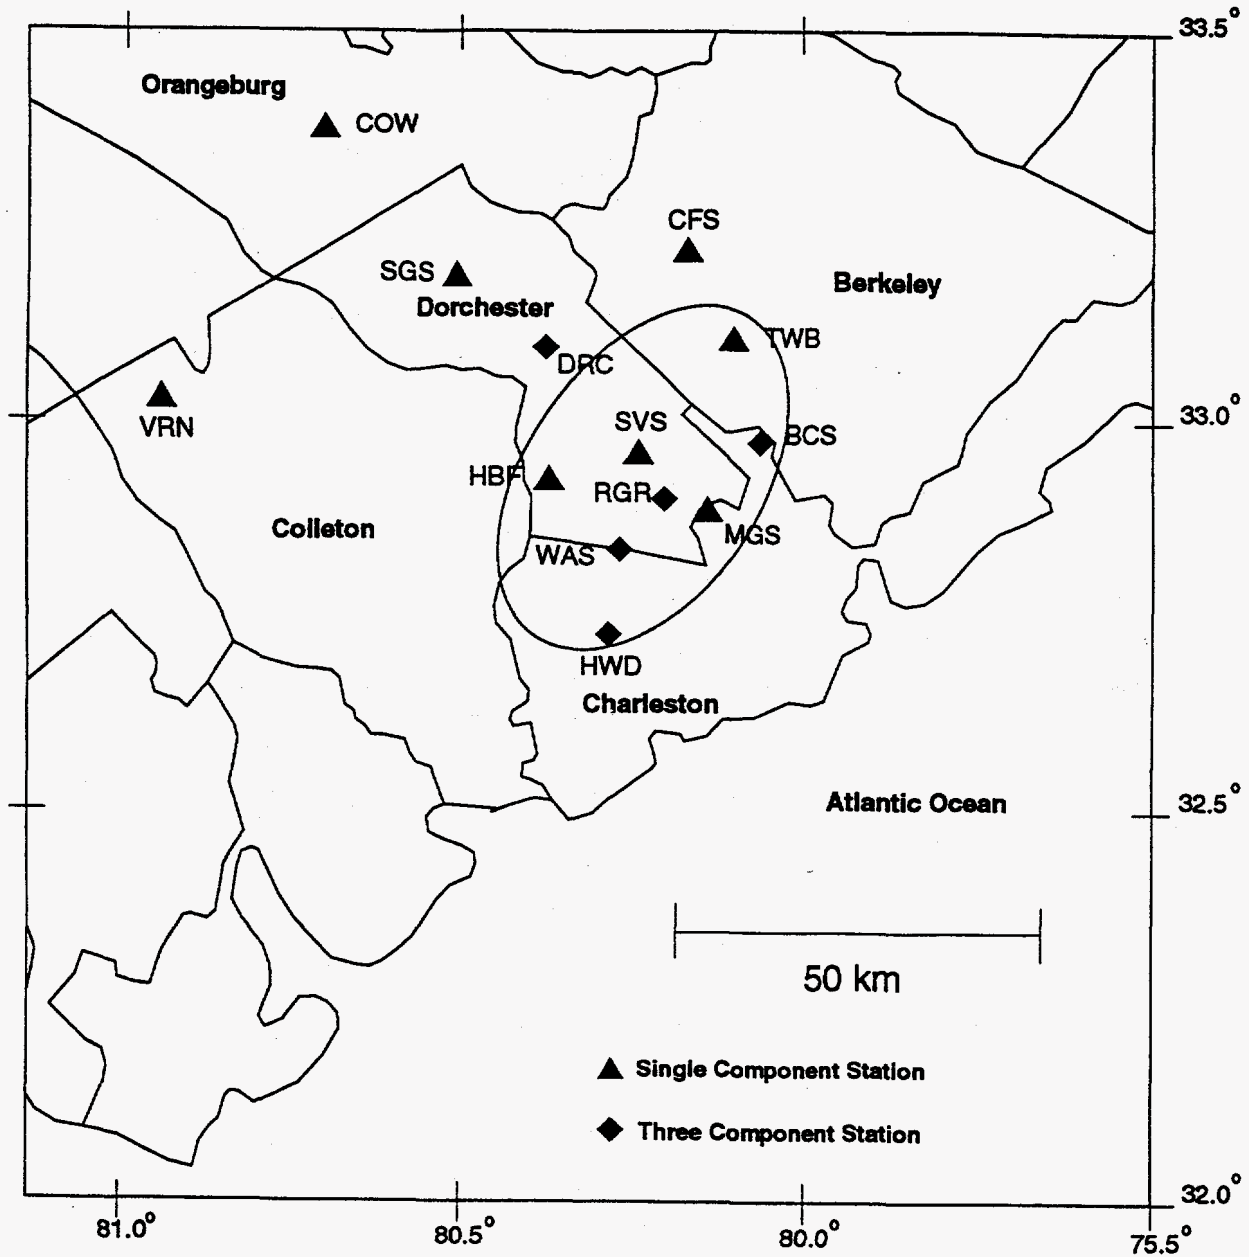 33.5°
Orangeburg
COW
CFS
SGS
Berkeley
Dorchester
TWB
DRC
33.0°
SVS
VRN
BCS
HBF
RGR
Colleton
MGS
WAS
HWD
Charleston
32.5°
Atlantic Ocean
50 km
Single Component Station
Three Component Station
32.0°
81.0°
80.5°
80.0°
75.5°